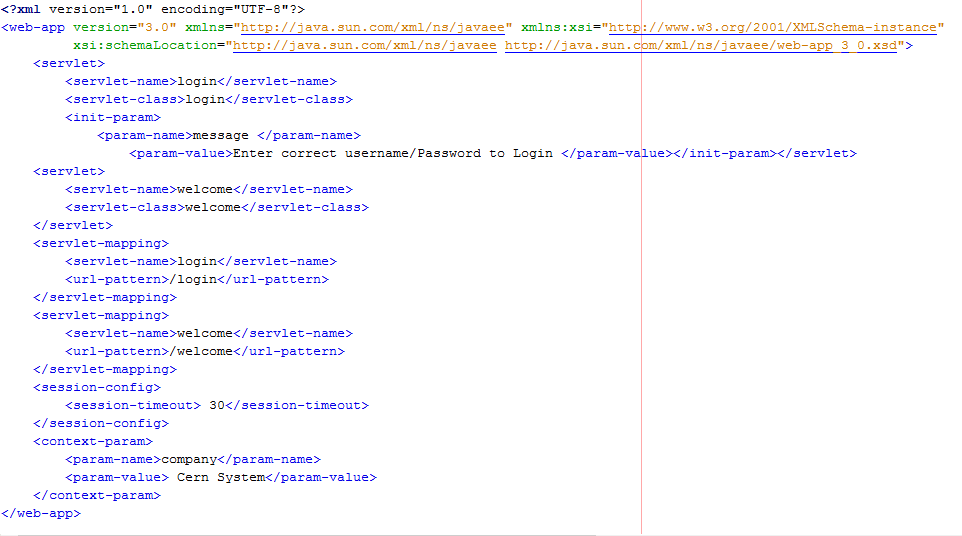 <?xml version="1.0" encoding="UTF-8"?>
<web-app version="3.0" xmlns="http://java.sun.com/xml/ns/javaee" xmlns:xsi="http://www.w3.org/2001/XMLSchema-instance"
         xsi:schemaLocation="http://java.sun.com/xml/ns/javaee http://java.sun.com/xml/ns/javaee/web-app_3_0.xsd">
    <servlet>
        <servlet-name>login</servlet-name>
        <servlet-class>login</servlet-class>
        <init-param>
            <param-name>message </param-name>
                <param-value>Enter correct username/Password to Login </param-value></init-param></servlet>
    <servlet>
        <servlet-name>welcome</servlet-name>
        <servlet-class>welcome</servlet-class>
    </servlet>
    <servlet-mapping>
        <servlet-name>login</servlet-name>
        <url-pattern>/login</url-pattern>
    </servlet-mapping>
    <servlet-mapping>
        <servlet-name>welcome</servlet-name>
        <url-pattern>/welcome</url-pattern>
    </servlet-mapping>
    <session-config>
        <session-timeout> 30</session-timeout>
    </session-config>
    <context-param>
        <param-name>company</param-name>
        <param-value> Cern System</param-value>
    </context-param>
</web-app>